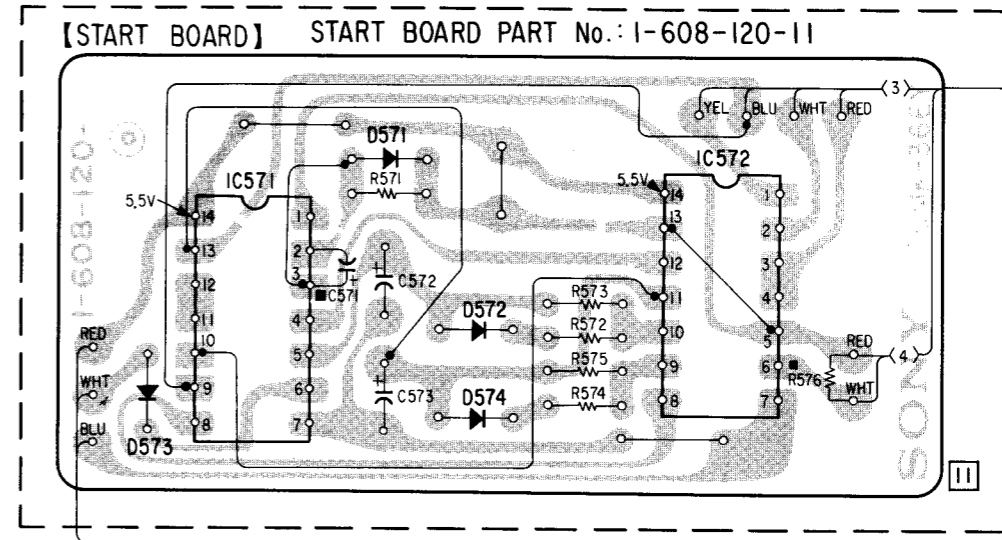 【START BOARD】 START BOARD PART No.: 1-608-120-11
3
YEL BLU WHT RED
1-608-120-
D571
R571
IC571
IC572
5.5V
14 1
13 2
12 3
11 4
10 5
9 6
8 7
C571
C572
C573
5.5V
14 1
13 2
12 3
11 4
10 5
9 6
8 7
D572
D574
R573
R572
R575
R574
R576
RED
WHT
4
RED
WHT
BLU
D573
SONY
11